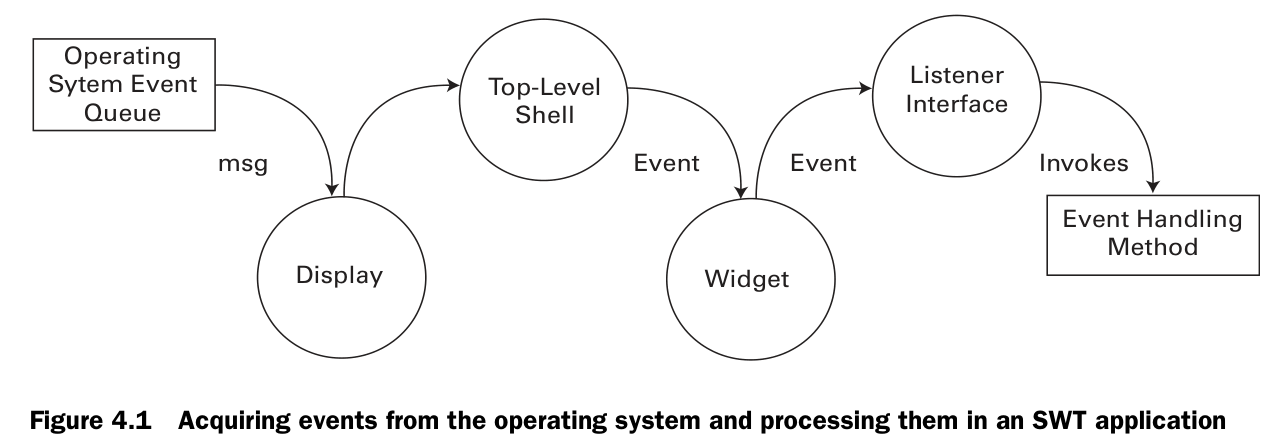 Operating
Sytem Event
Queue
msg
Display
Top-Level
Shell
Event
Widget
Event
Listener
Interface
Invokes
Event Handling
Method
Figure 4.1 Acquiring events from the operating system and processing them in an SWT application